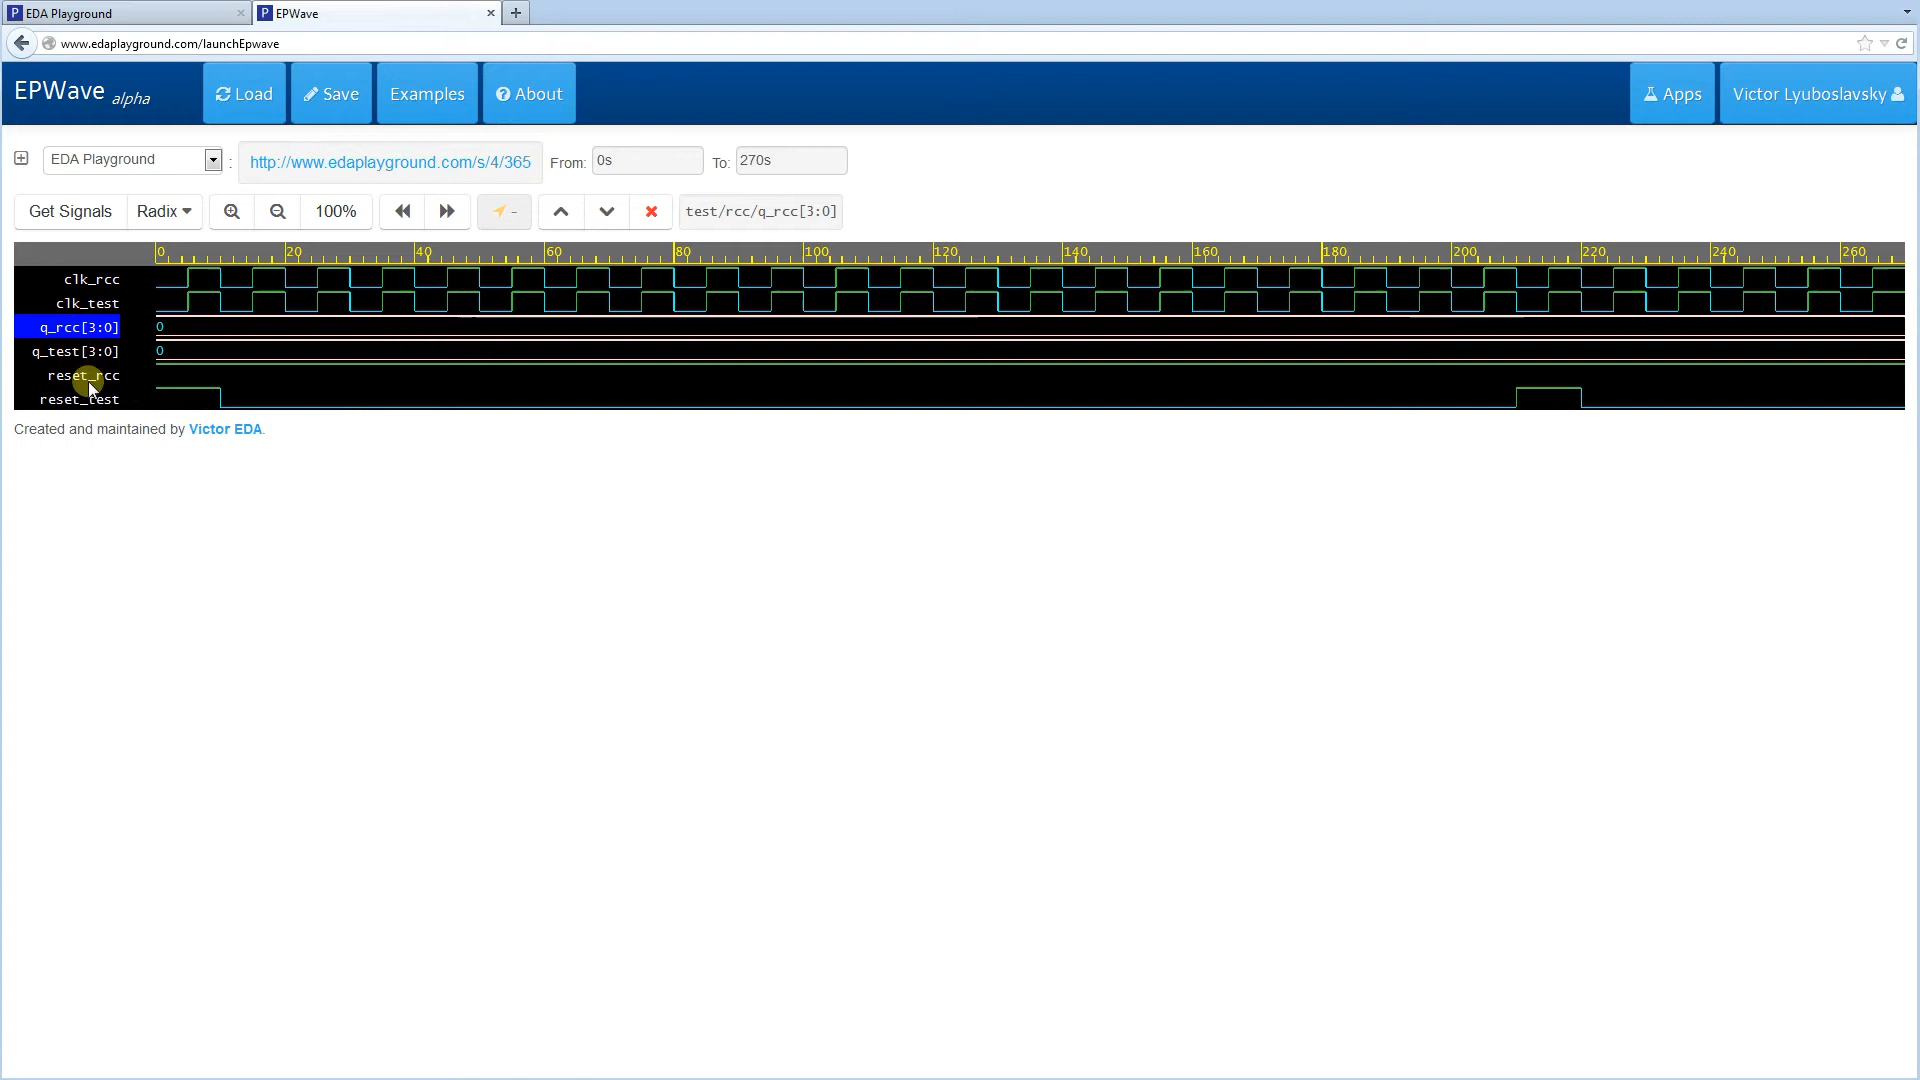 EDA Playground
EPWave
www.edaplayground.com/launchEpwave
EPWave alpha
Load
Save
Examples
About
Apps
Victor Lyuboslavsky
EDA Playground : http://www.edaplayground.com/s/4/365 From: 0s To: 270s
Get Signals Radix 100% - test/rcc/q_rcc[3:0]
0 20 40 60 80 100 120 140 160 180 200 220 240 260
clk_rcc
clk_test
q_rcc[3:0] 0
q_test[3:0] 0
reset_rcc
reset_test
Created and maintained by Victor EDA.